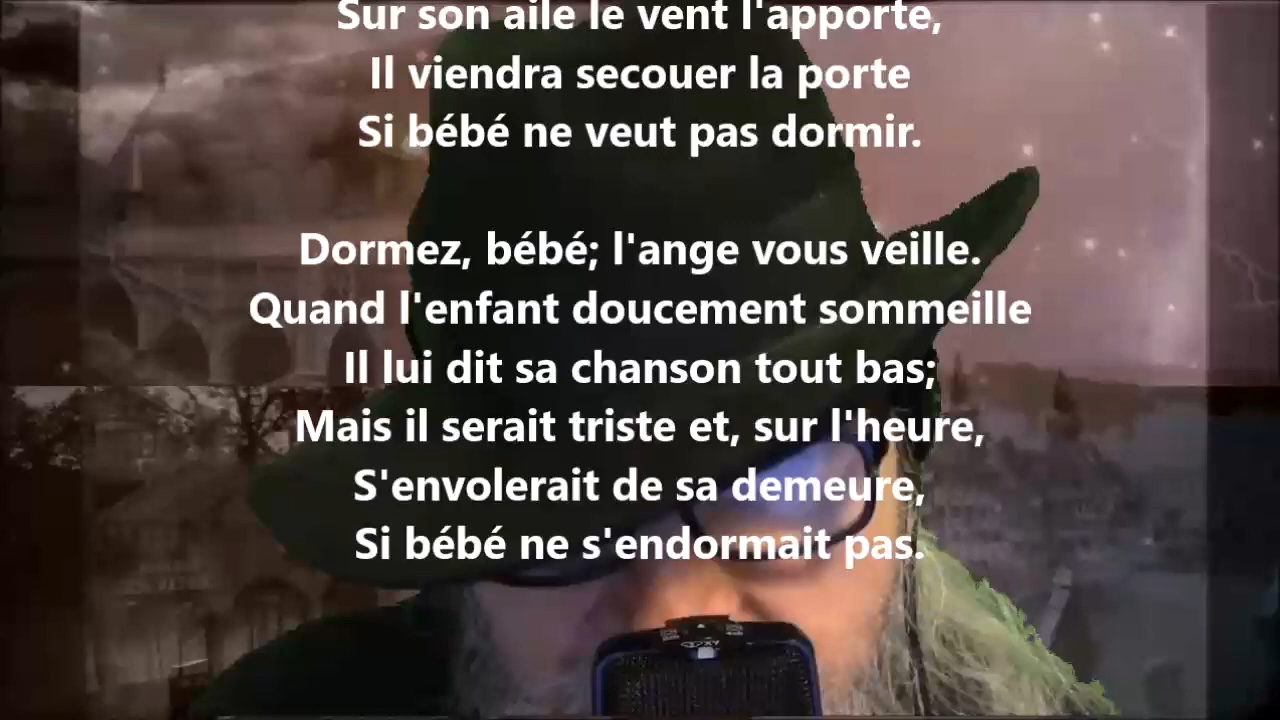 Sur son aile le vent l'apporte,
Il viendra secouer la porte
Si bébé ne veut pas dormir.
Dormez, bébé; l'ange vous veille.
Quand l'enfant doucement sommeille
Il lui dit sa chanson tout bas;
Mais il serait triste et, sur l'heure,
S'envolerait de sa demeure,
Si bébé ne s'endormait pas.
XY